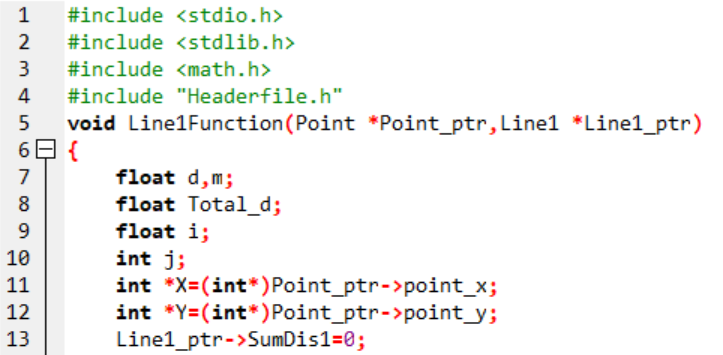 1 #include <stdio.h>
2 #include <stdlib.h>
3 #include <math.h>
4 #include "Headerfile.h"
5 void Line1Function(Point *Point_ptr,Line1 *Line1_ptr)
6 {
7 float d,m;
8 float Total_d;
9 float i;
10 int j;
11 int *X=(int*)Point_ptr->point_x;
12 int *Y=(int*)Point_ptr->point_y;
13 Line1_ptr->SumDis1=0;